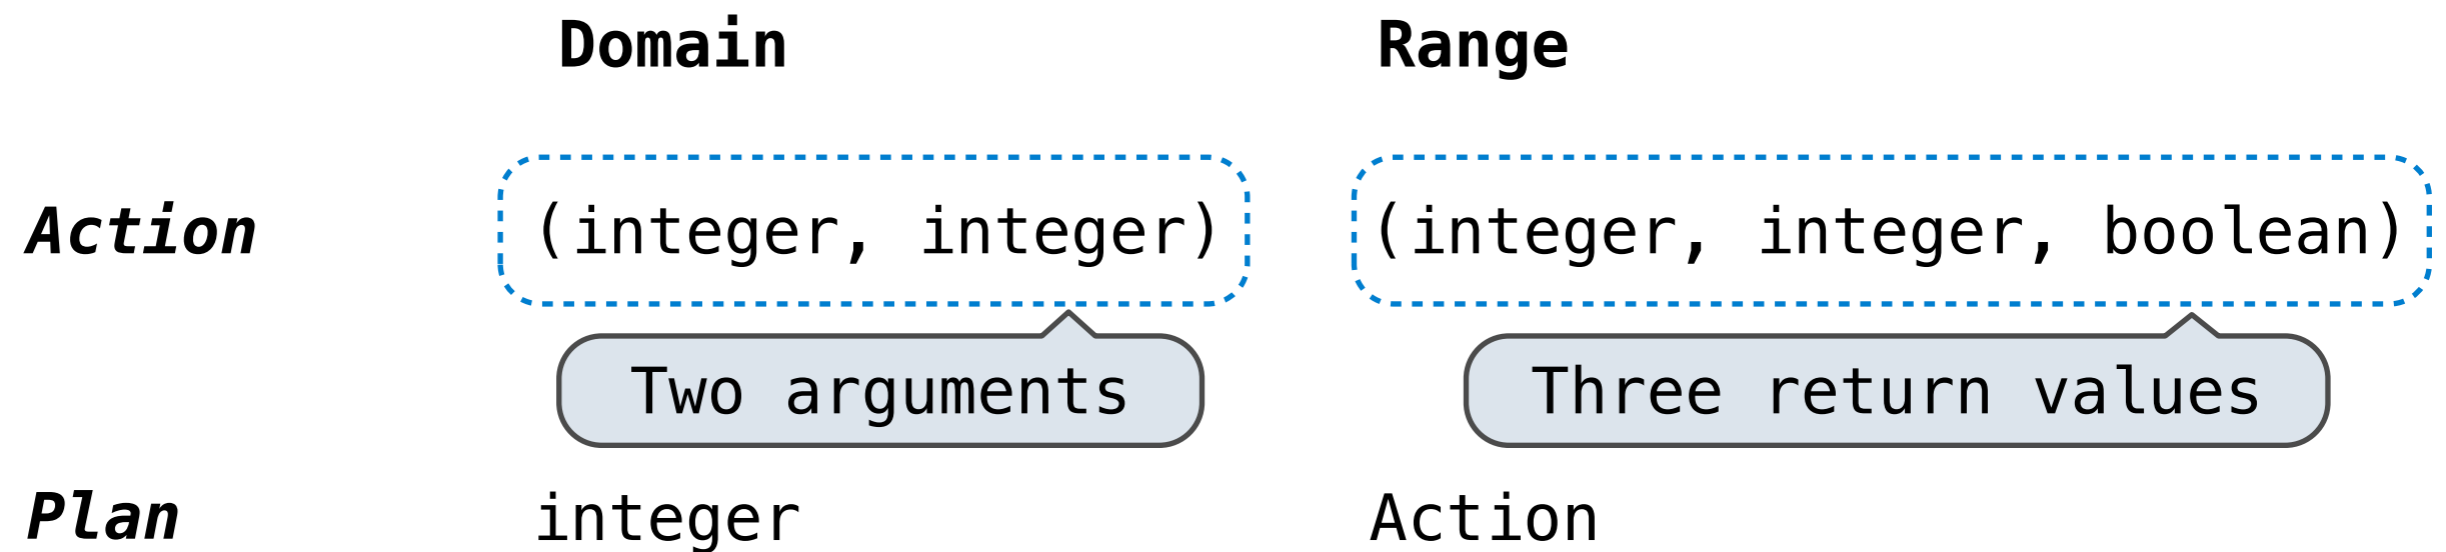 Domain Range
Action (integer, integer) (integer, integer, boolean)
Two arguments Three return values
Plan integer Action